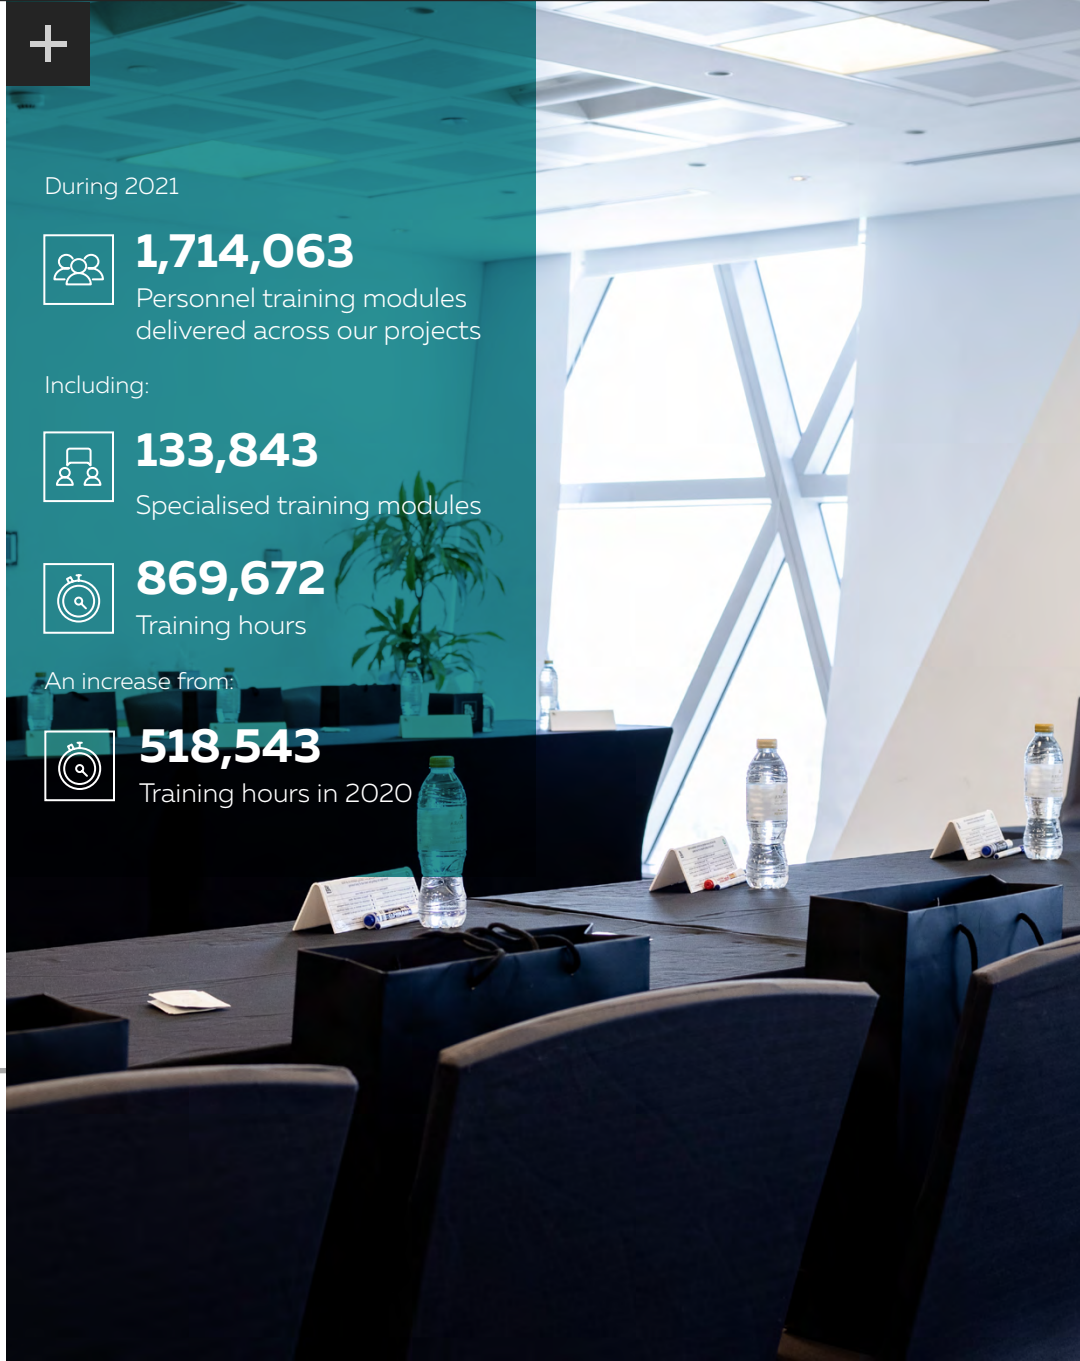 During 2021
1,714,063
Personnel training modules
delivered across our projects
Including:
133,843
Specialised training modules
869,672
Training hours
An increase from:
518,543
Training hours in 2020